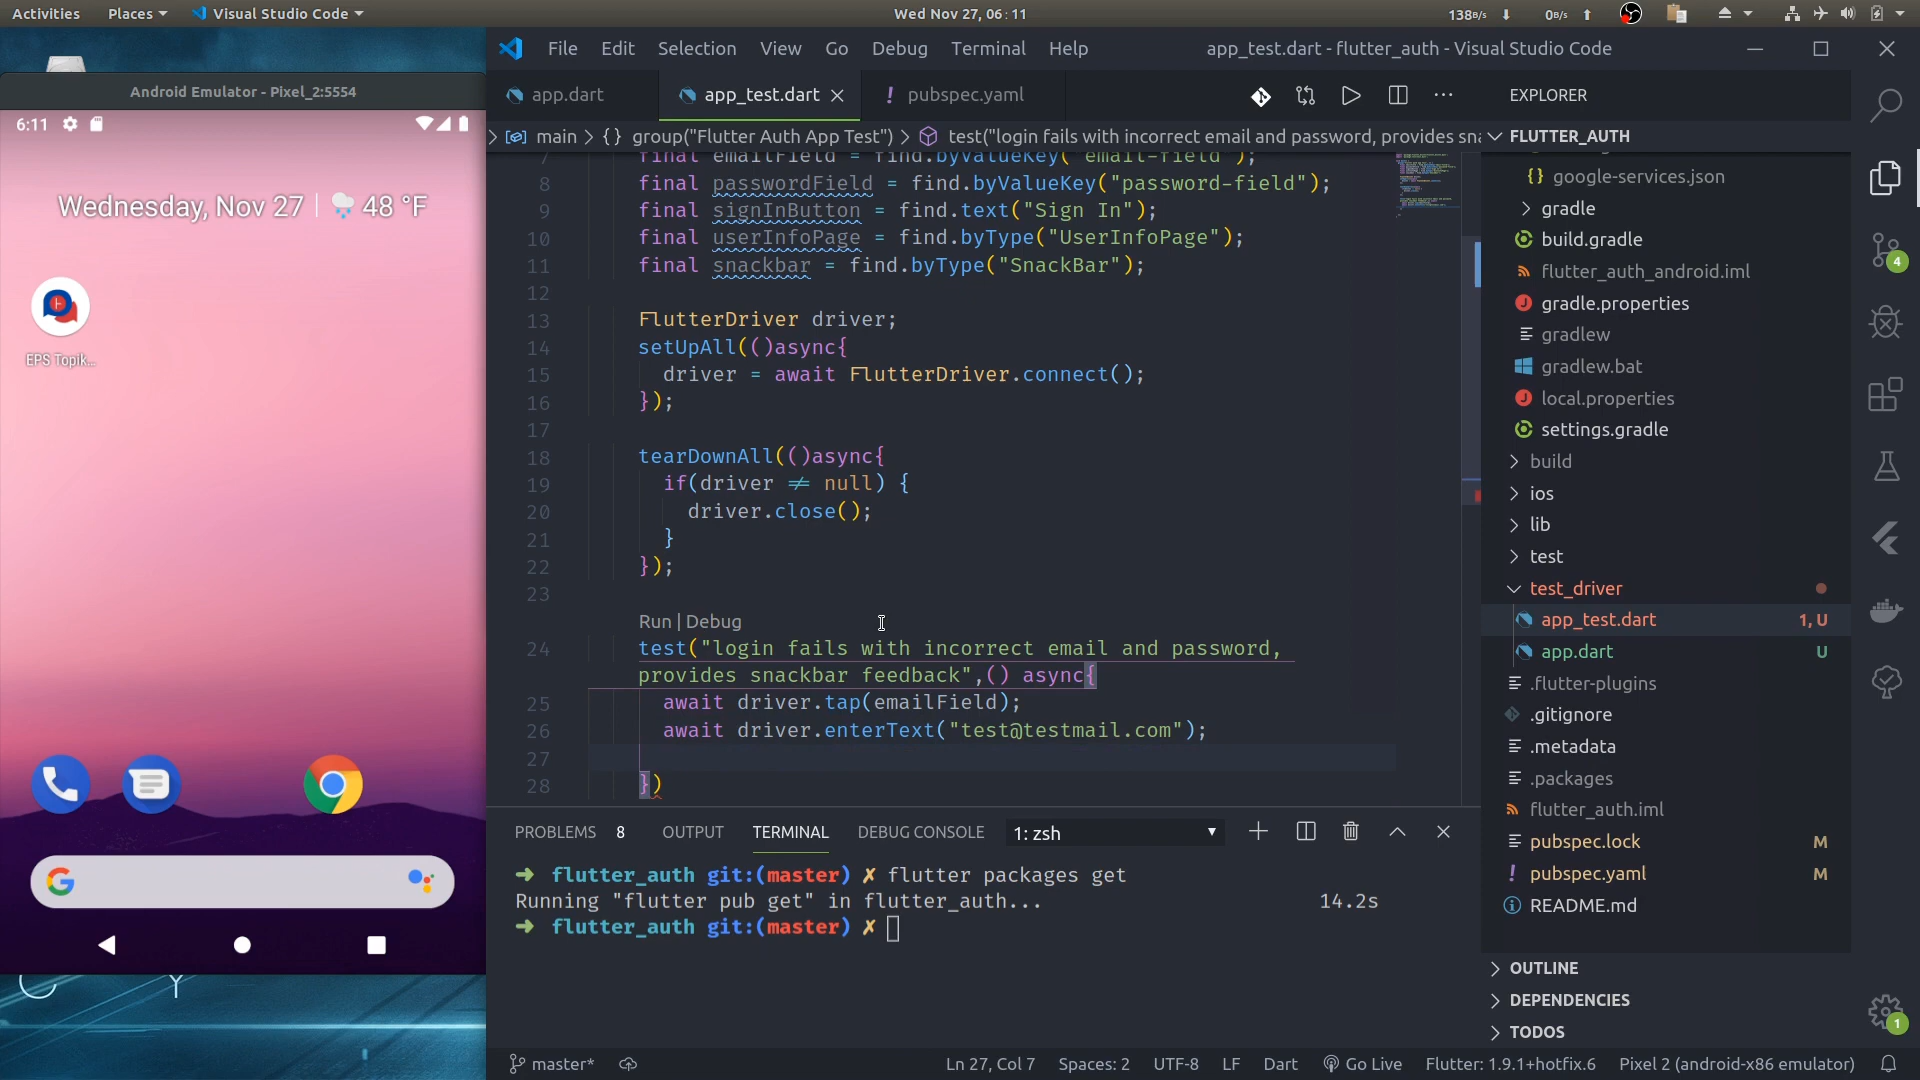 Activities Places Visual Studio Code Wed Nov 27, 06:11 138B/s 0B/s
Android Emulator - Pixel_2:5554
6:11
Wednesday, Nov 27 | 48 °F
EPS Topik...
File Edit Selection View Go Debug Terminal Help app_test.dart - flutter_auth - Visual Studio Code
app.dart app_test.dart pubspec.yaml
main > {} group("Flutter Auth App Test") > test("login fails with incorrect email and password, provides sna
7 final emailField = find.byValueKey("email-field");
8 final passwordField = find.byValueKey("password-field");
9 final signInButton = find.text("Sign In");
10 final userInfoPage = find.byType("UserInfoPage");
11 final snackbar = find.byType("SnackBar");
12
13 FlutterDriver driver;
14 setUpAll(()async{
15 driver = await FlutterDriver.connect();
16 });
17
18 tearDownAll(()async{
19 if(driver ≠ null) {
20 driver.close();
21 }
22 });
23
Run | Debug
24 test("login fails with incorrect email and password,
provides snackbar feedback",() async{
25 await driver.tap(emailField);
26 await driver.enterText("test@testmail.com");
27
28 })
PROBLEMS 8 OUTPUT TERMINAL DEBUG CONSOLE 1: zsh
➜ flutter_auth git:(master) ✗ flutter packages get
Running "flutter pub get" in flutter_auth... 14.2s
➜ flutter_auth git:(master) ✗
EXPLORER
FLUTTER_AUTH
google-services.json
gradle
build.gradle
flutter_auth_android.iml
gradle.properties
gradlew
gradlew.bat
local.properties
settings.gradle
build
ios
lib
test
test_driver
app_test.dart 1, U
app.dart U
.flutter-plugins
.gitignore
.metadata
.packages
flutter_auth.iml
pubspec.lock M
pubspec.yaml M
README.md
OUTLINE
DEPENDENCIES
TODOS
4
1
master* Ln 27, Col 7 Spaces: 2 UTF-8 LF Dart Go Live Flutter: 1.9.1+hotfix.6 Pixel 2 (android-x86 emulator)